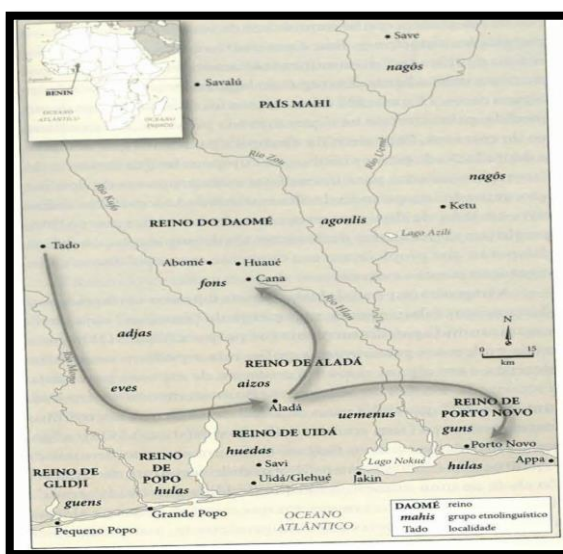 BENIN
OCEANO
ATLÂNTICO
OCEANO
ÍNDICO
Save
nagôs
Savalú
PAÍS MAHI
Rio Zou
Rio Uemé
nagôs
Rio Kufo
REINO DO DAOMÉ
agonlis
Ketu
Lago Azili
Tado
Abomé
Huaué
fons
Cana
adjas
REINO DE ALADÁ
N
0
15
km
eves
aizos
Aladá
uemenus
REINO DE
PORTO NOVO
guns
REINO DE UIDÁ
huedas
REINO DE
GLIDJI
REINO
DE
POPO
hulas
Savi
Lago Nokué
Porto Novo
hulas
Appa
guens
Uidá/Glehué
Jakin
Grande Popo
Pequeno Popo
OCEANO
ATLÂNTICO
DAOMÉ reino
mahis grupo etnolinguístico
Tado localidade